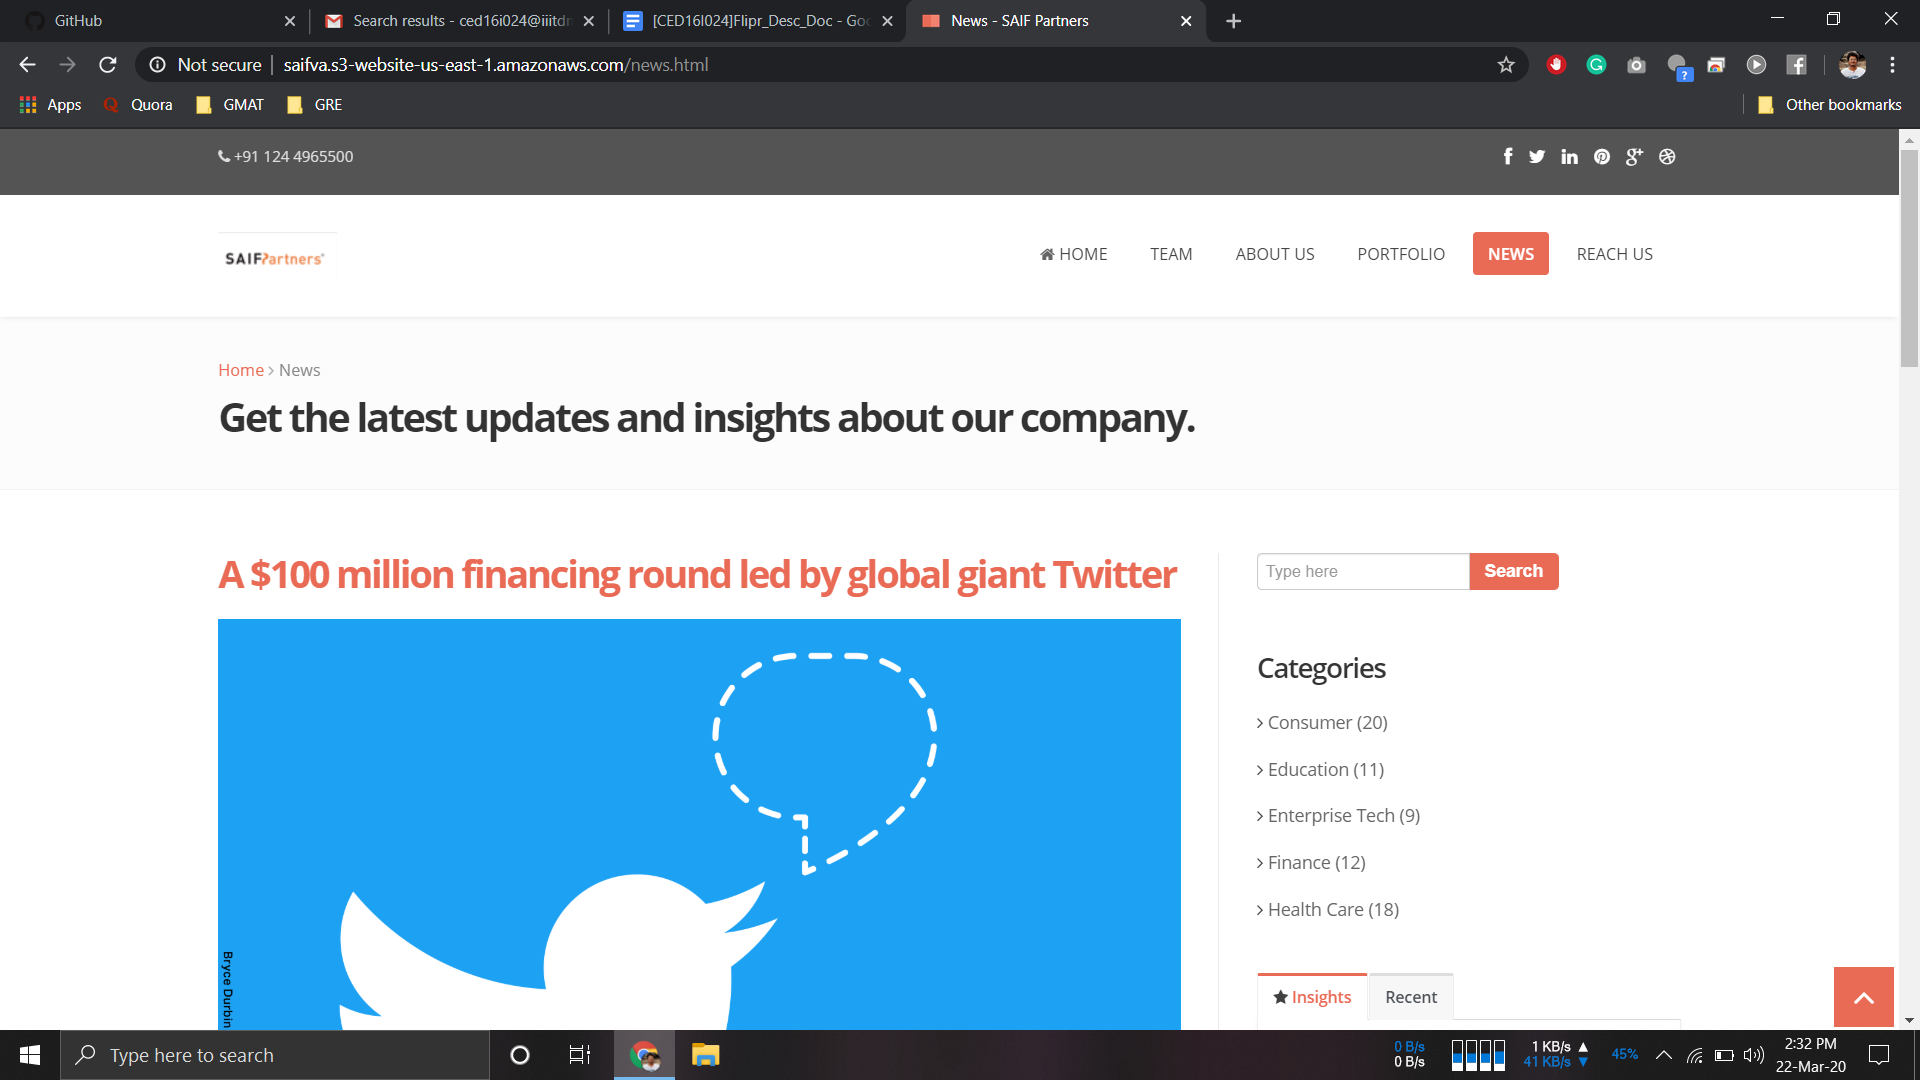 GitHub
Search results - ced16i024@iiitdr
[CED16I024]Flipr_Desc_Doc - Goo
News - SAIF Partners
Not secure
saifva.s3-website-us-east-1.amazonaws.com/news.html
Apps
Quora
GMAT
GRE
Other bookmarks
+91 124 4965500
SAIFPartners
HOME
TEAM
ABOUT US
PORTFOLIO
NEWS
REACH US
Home > News
Get the latest updates and insights about our company.
A $100 million financing round led by global giant Twitter
Bryce Durbin
Type here
Search
Categories
> Consumer (20)
> Education (11)
> Enterprise Tech (9)
> Finance (12)
> Health Care (18)
Insights
Recent
Type here to search
0 B/s
0 B/s
1 KB/s
41 KB/s
45%
2:32 PM
22-Mar-20